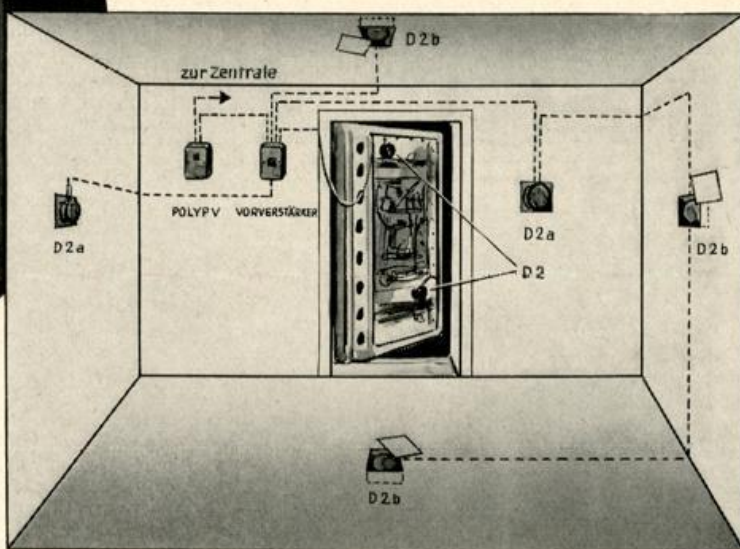 D2b
zur Zentrale
POLYP V VORVERSTÄRKER
D2a
D2a
D2b
D2
D2b